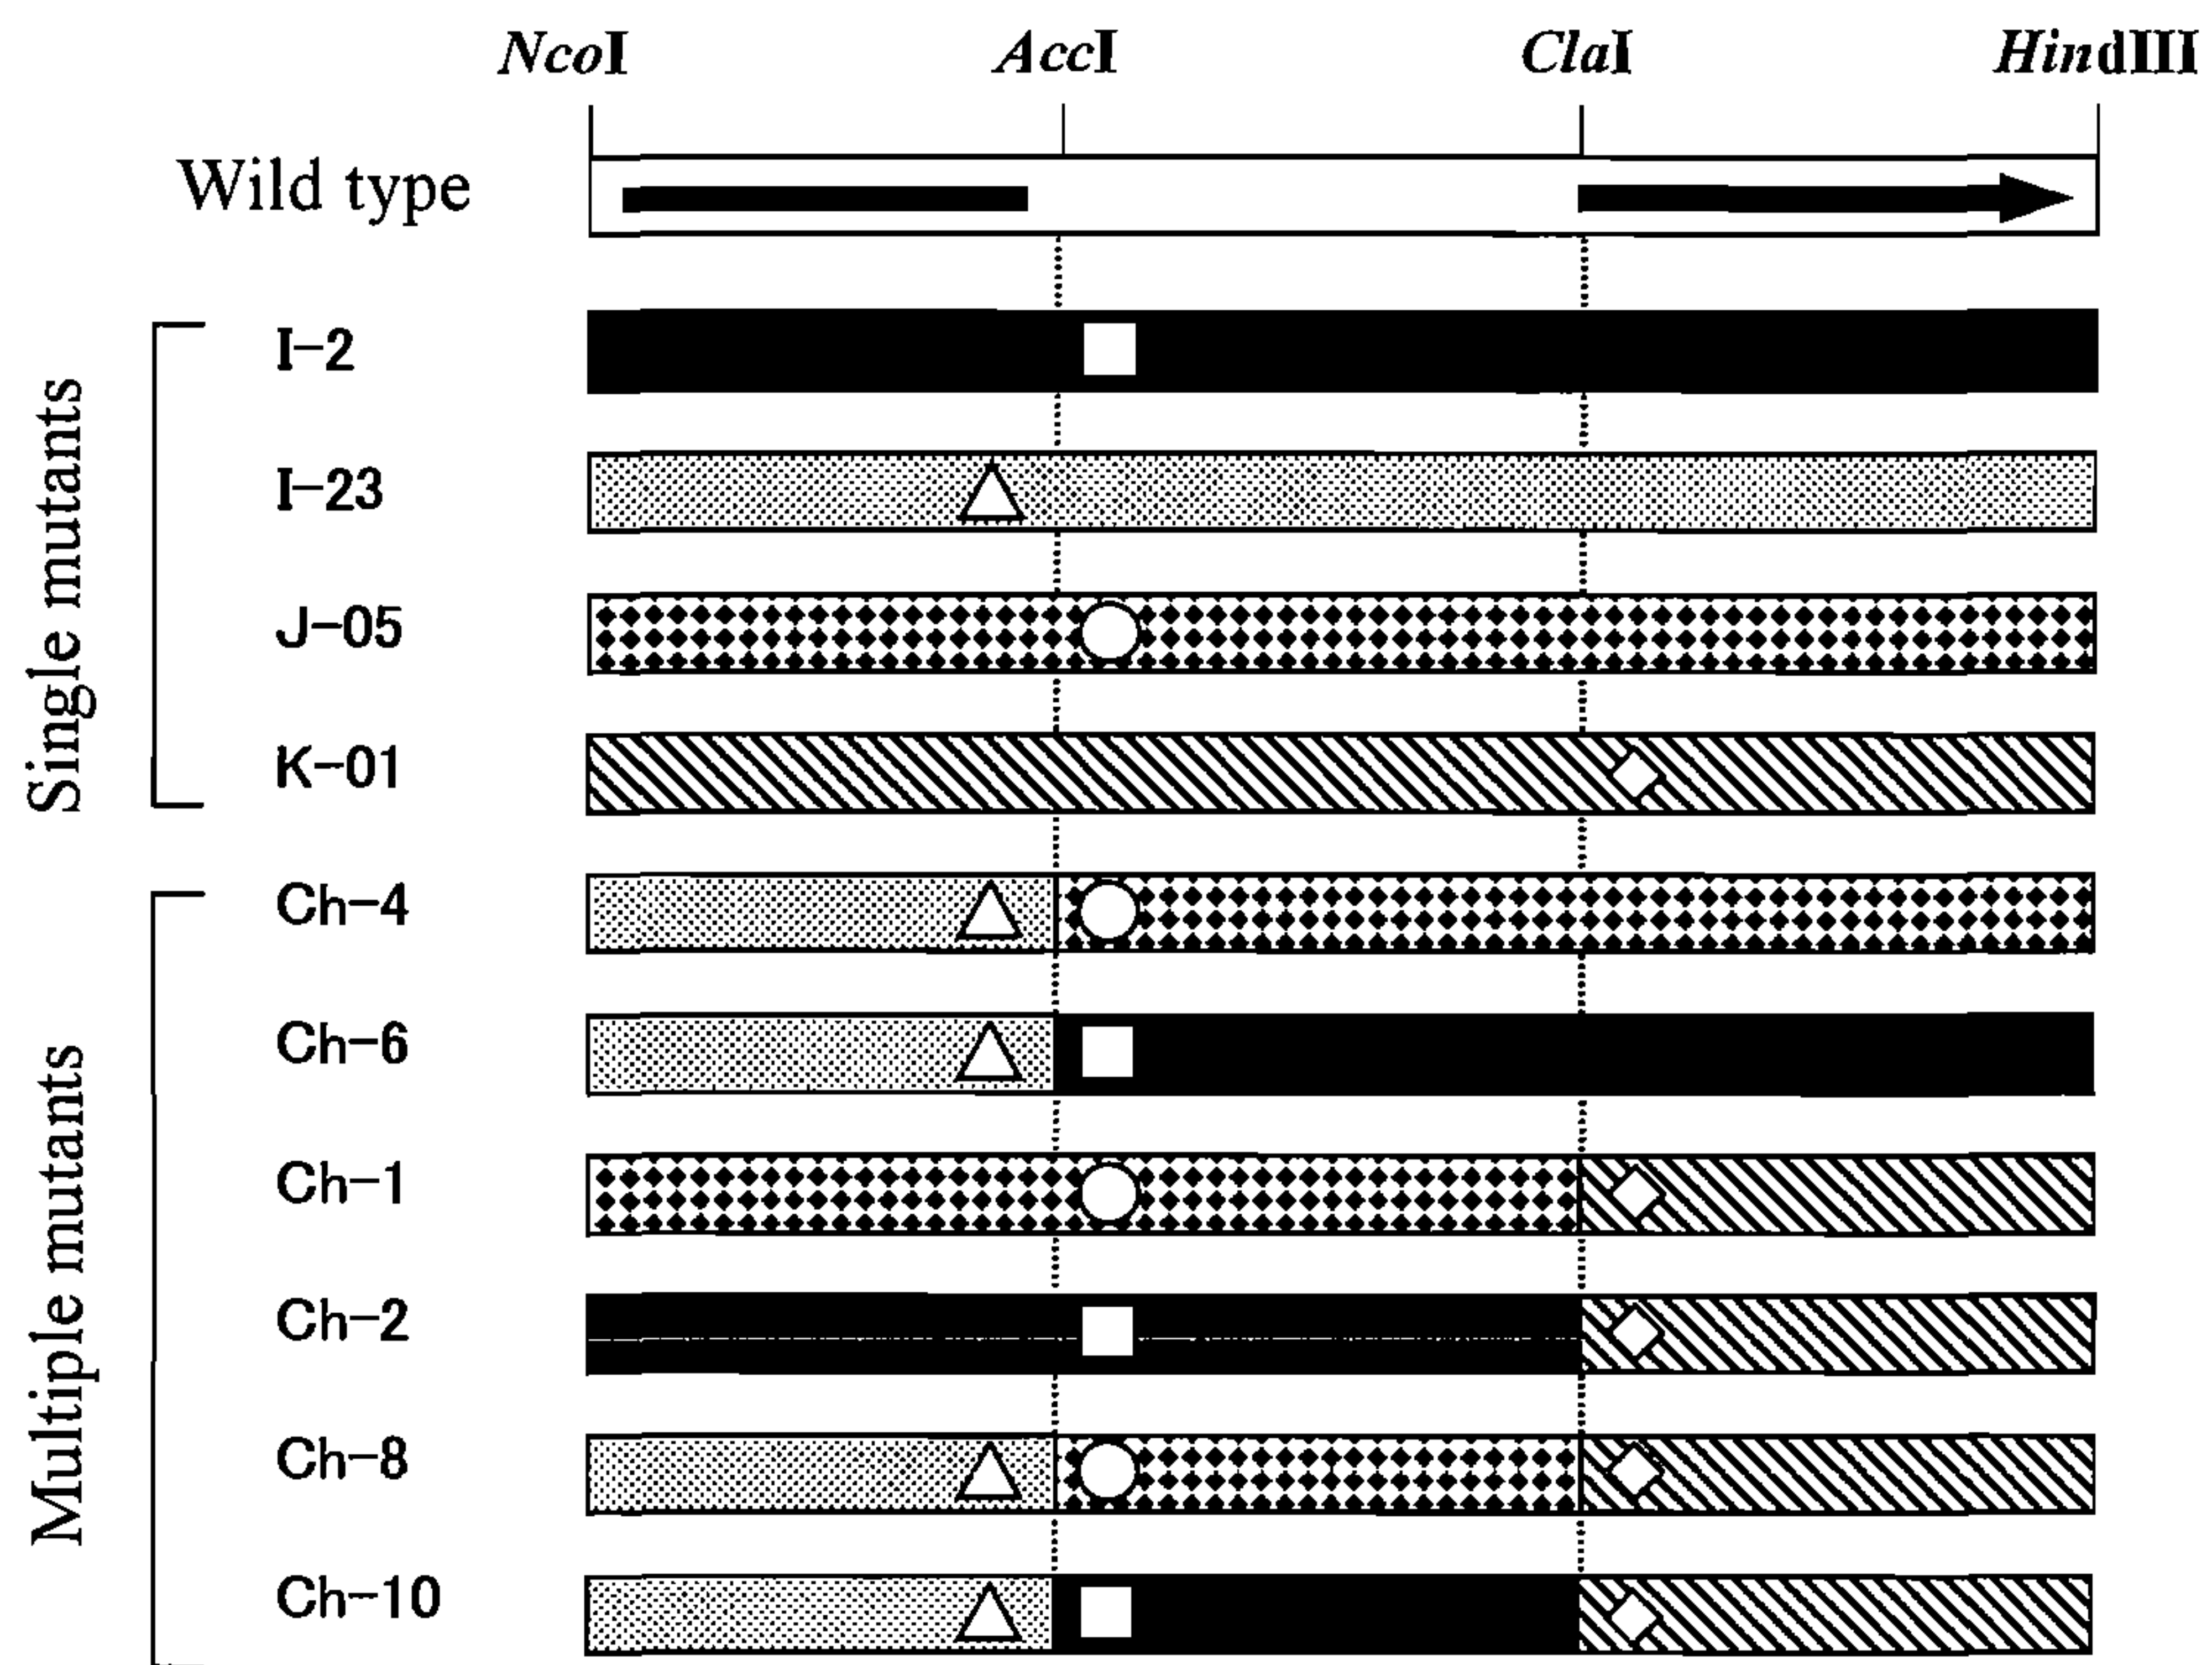 NcoI AccI ClaI HindIII
Wild type
Single mutants
I-2
I-23
J-05
K-01
Multiple mutants
Ch-4
Ch-6
Ch-1
Ch-2
Ch-8
Ch-10